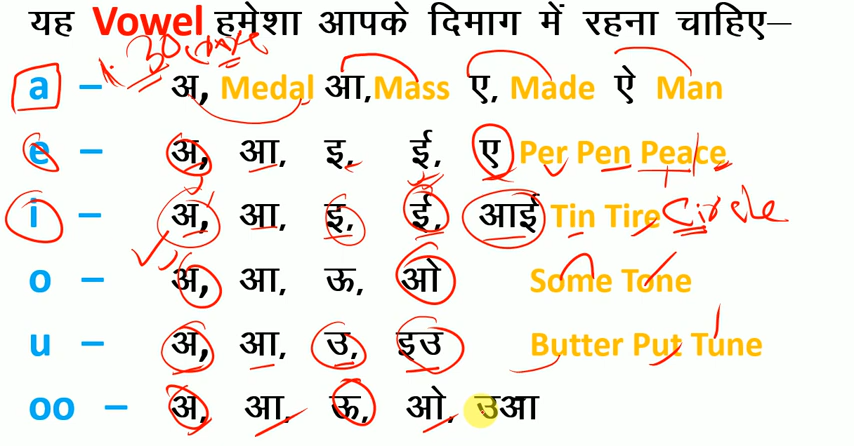 यह Vowel हमेशा आपके दिमाग में रहना चाहिए–
a – अ, Medal आ, Mass ए, Made ऐ Man
e – अ, आ, इ, ई, ए Per Pen Peace
i – अ, आ, इ, ई, आई Tin Tire Circle
o – अ, आ, ऊ, ओ Some Tone
u – अ, आ, उ, इउ Butter Put Tune
oo – अ, आ, ऊ, ओ, उआ